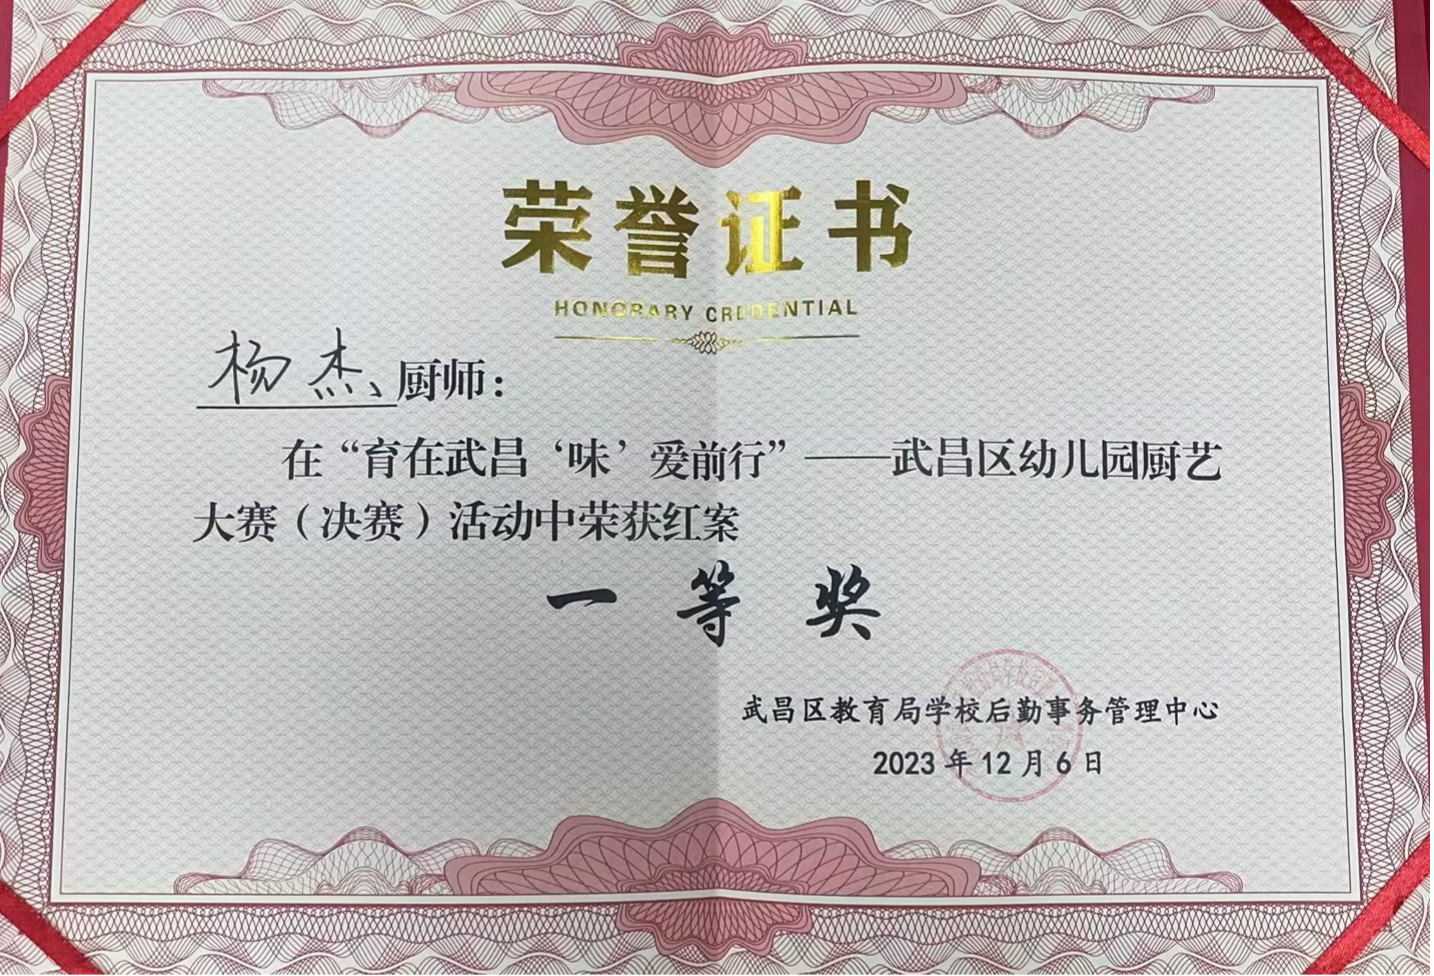 荣誉证书
HONORARY CREDENTIAL
杨杰、厨师：
在“育在武昌‘味’爱前行”——武昌区幼儿园厨艺
大赛（决赛）活动中荣获红案
一等奖
武昌区教育局学校后勤事务管理中心
2023年12月6日